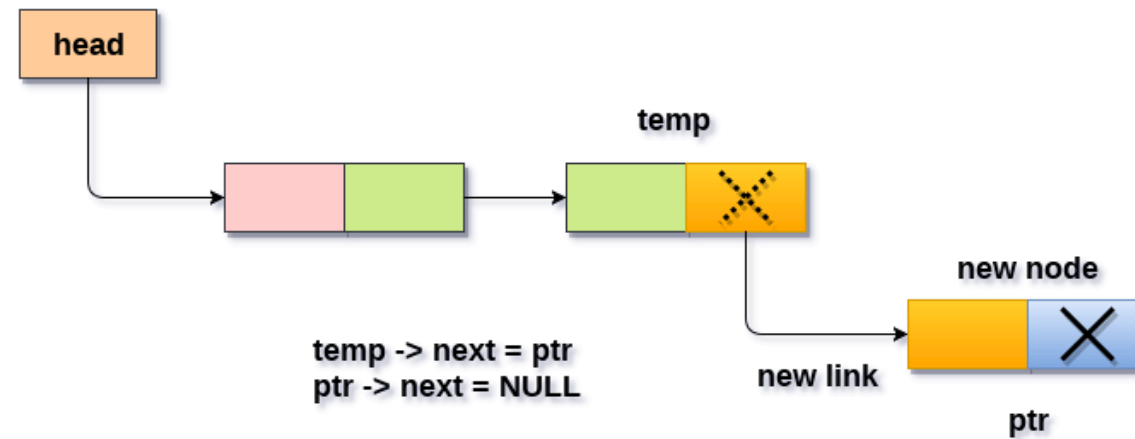 head
temp
new node
temp -> next = ptr
ptr -> next = NULL
new link
ptr